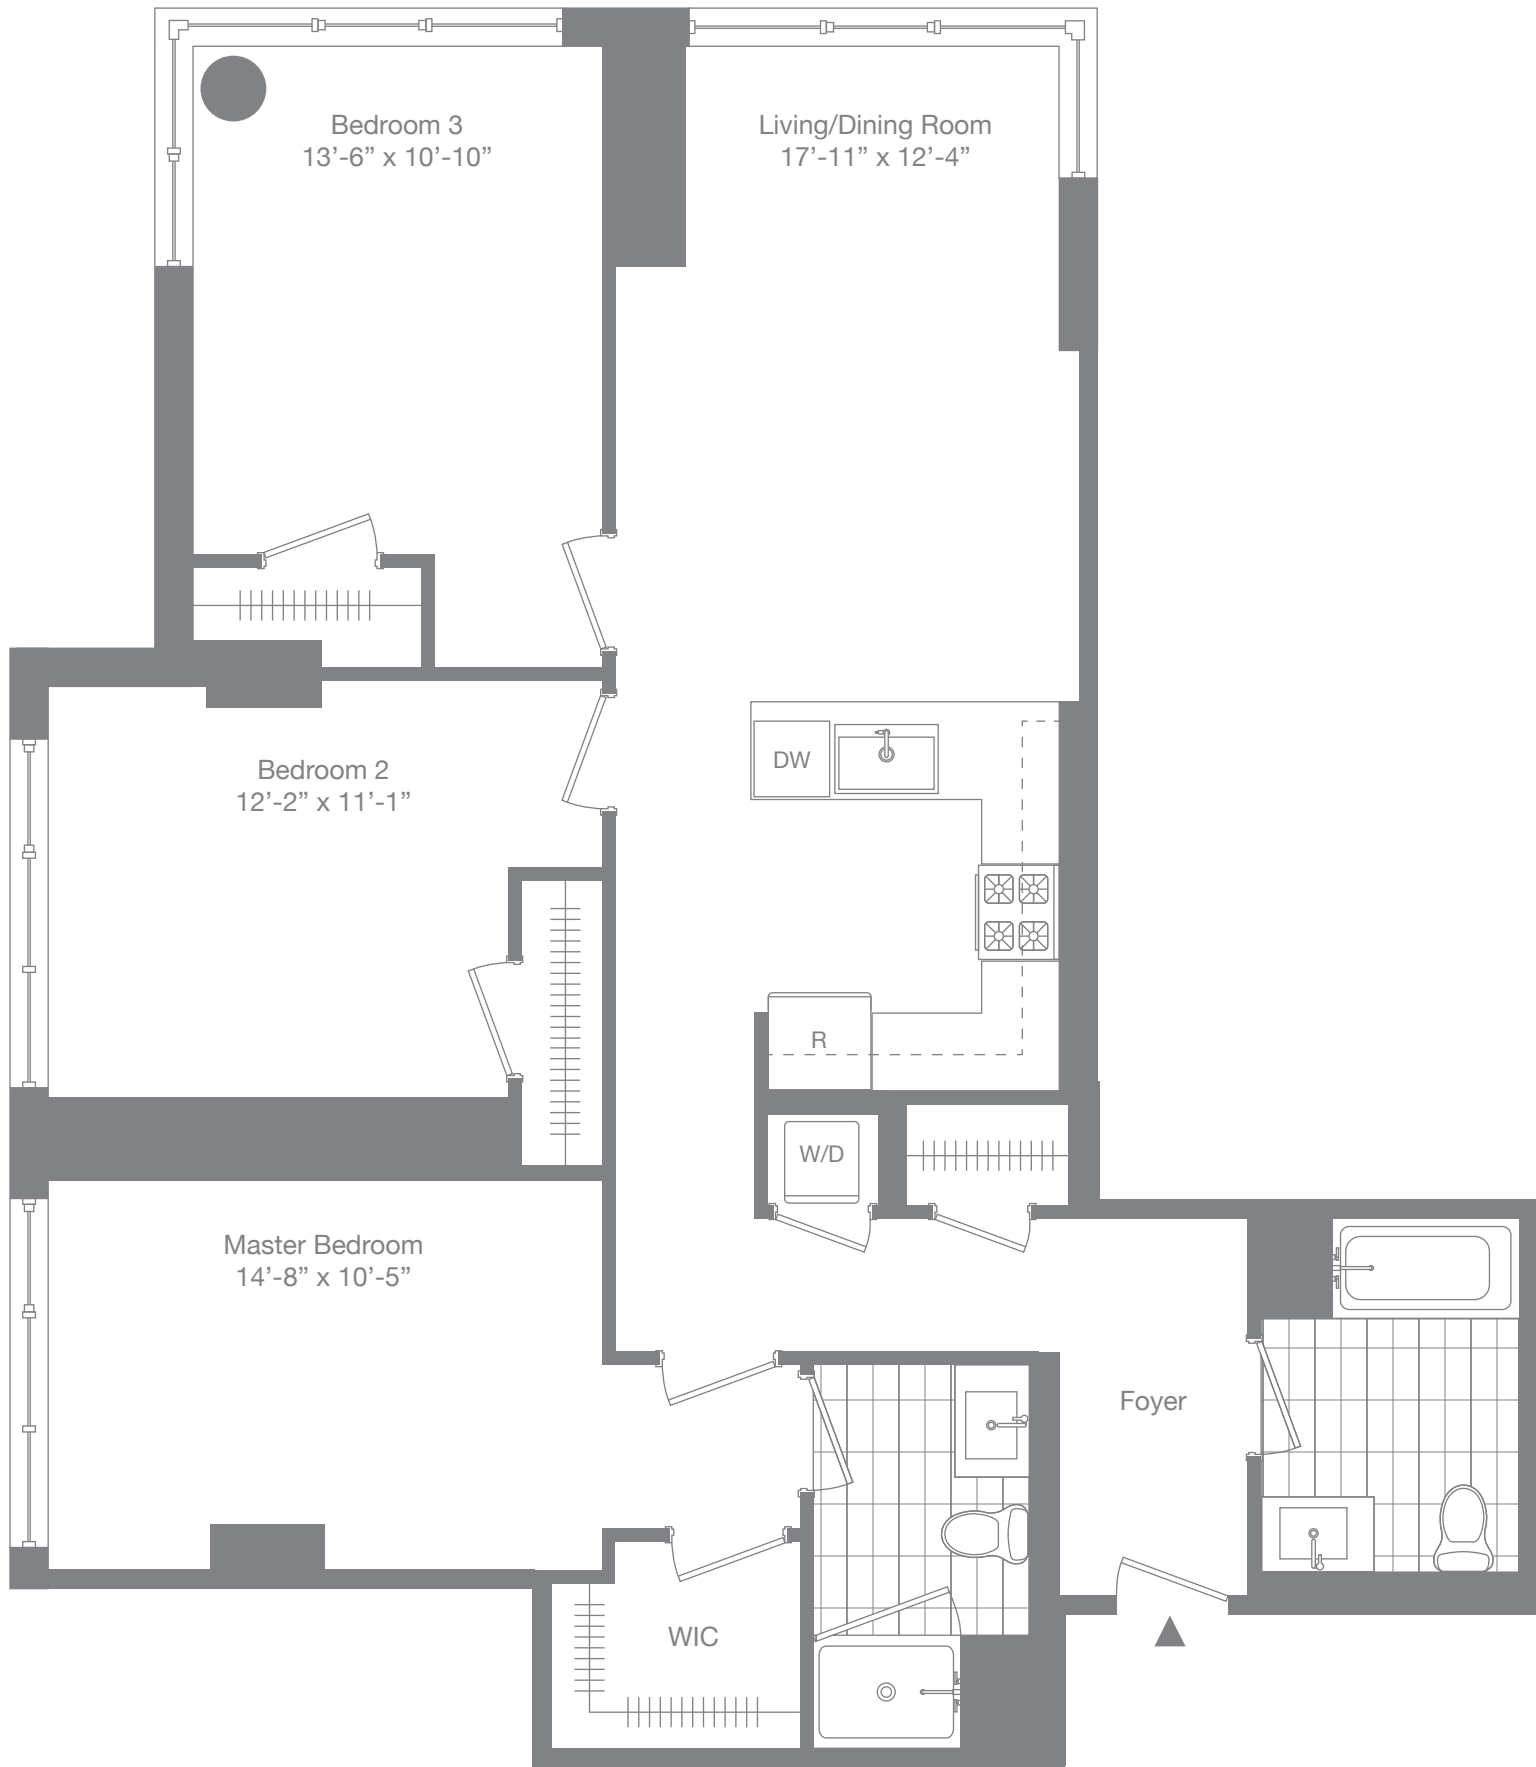 Bedroom 3
13’-6” x 10’-10”
Living/Dining Room
17’-11” x 12’-4”
Bedroom 2
12’-2” x 11’-1”
DW
R
W/D
Master Bedroom
14’-8” x 10’-5”
Foyer
WIC